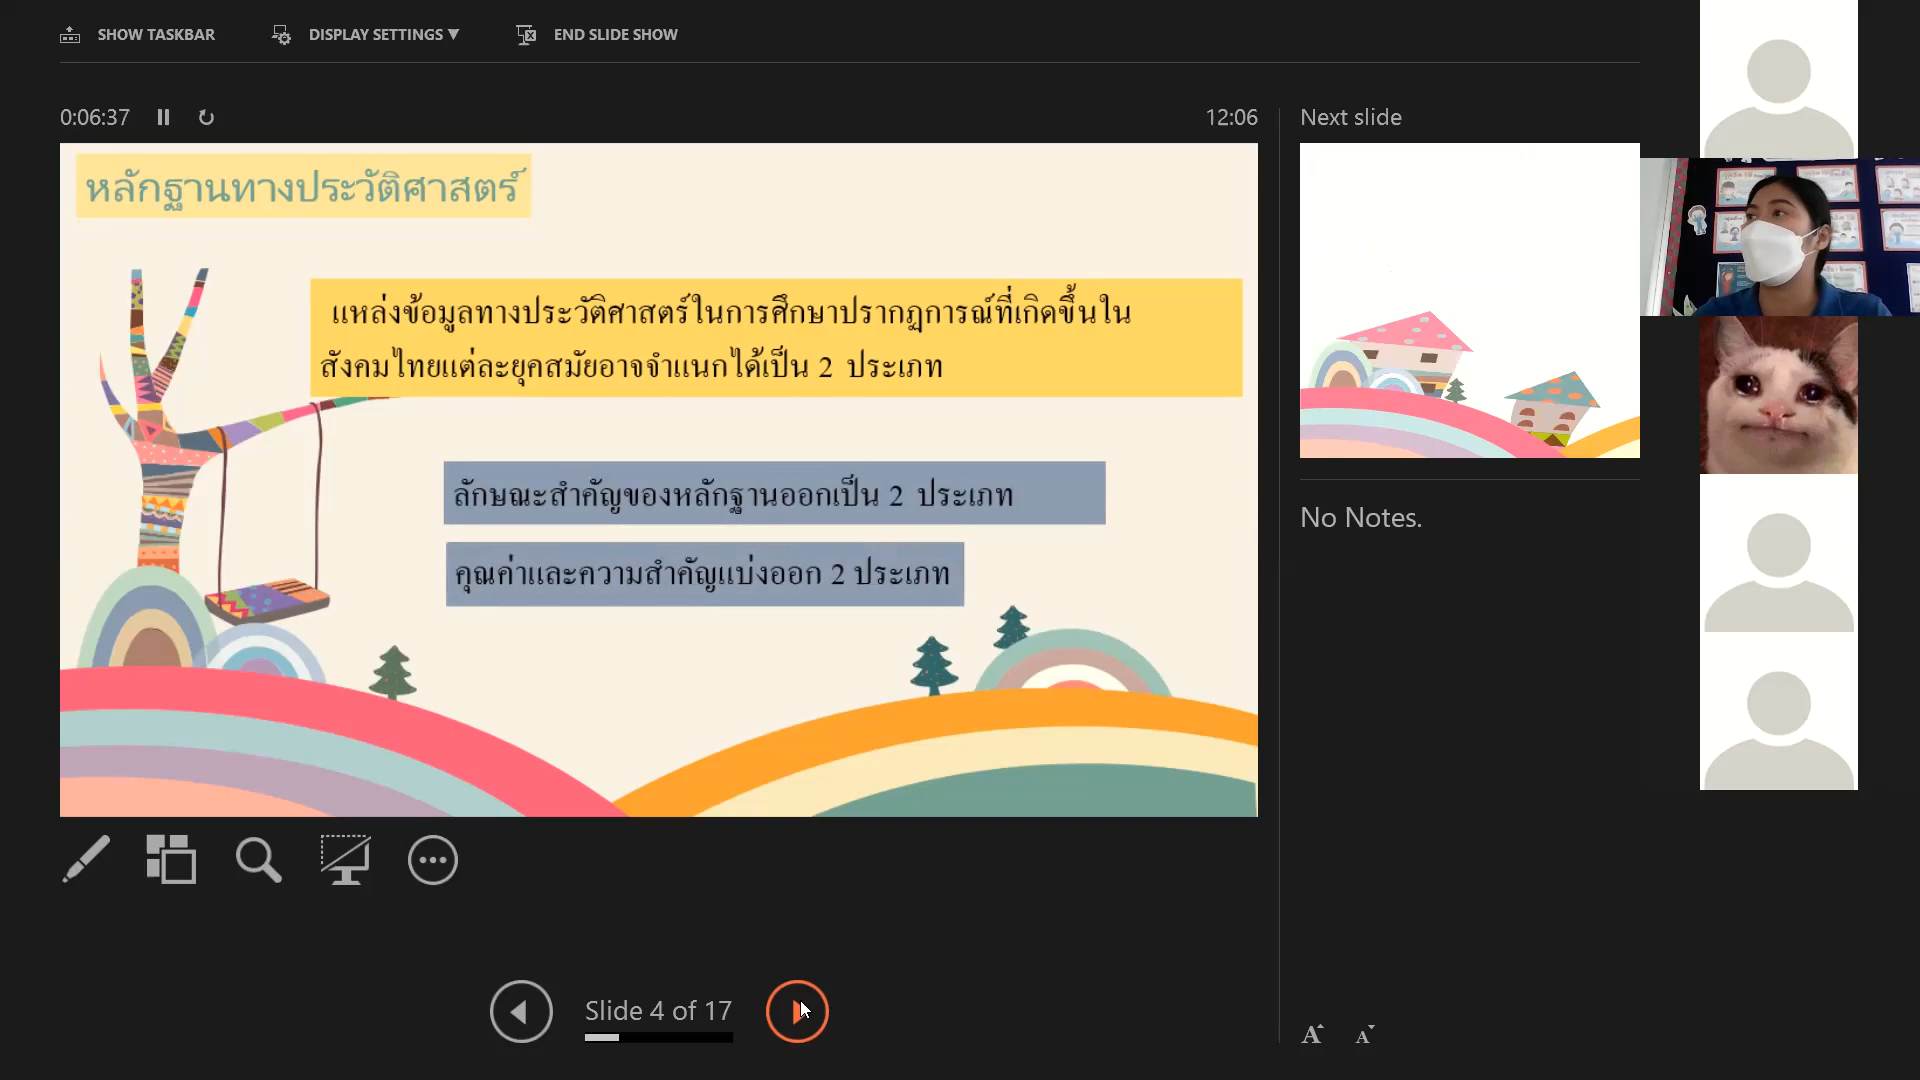 SHOW TASKBAR
DISPLAY SETTINGS ▼
END SLIDE SHOW
0:06:37
12:06
Next slide
หลักฐานทางประวัติศาสตร์
แหล่งข้อมูลทางประวัติศาสตร์ในการศึกษาปรากฏการณ์ที่เกิดขึ้นใน
สังคมไทยแต่ละยุคสมัยอาจจำแนกได้เป็น 2 ประเภท
ลักษณะสำคัญของหลักฐานออกเป็น 2 ประเภท
คุณค่าและความสำคัญแบ่งออก 2 ประเภท
No Notes.
Slide 4 of 17
A A